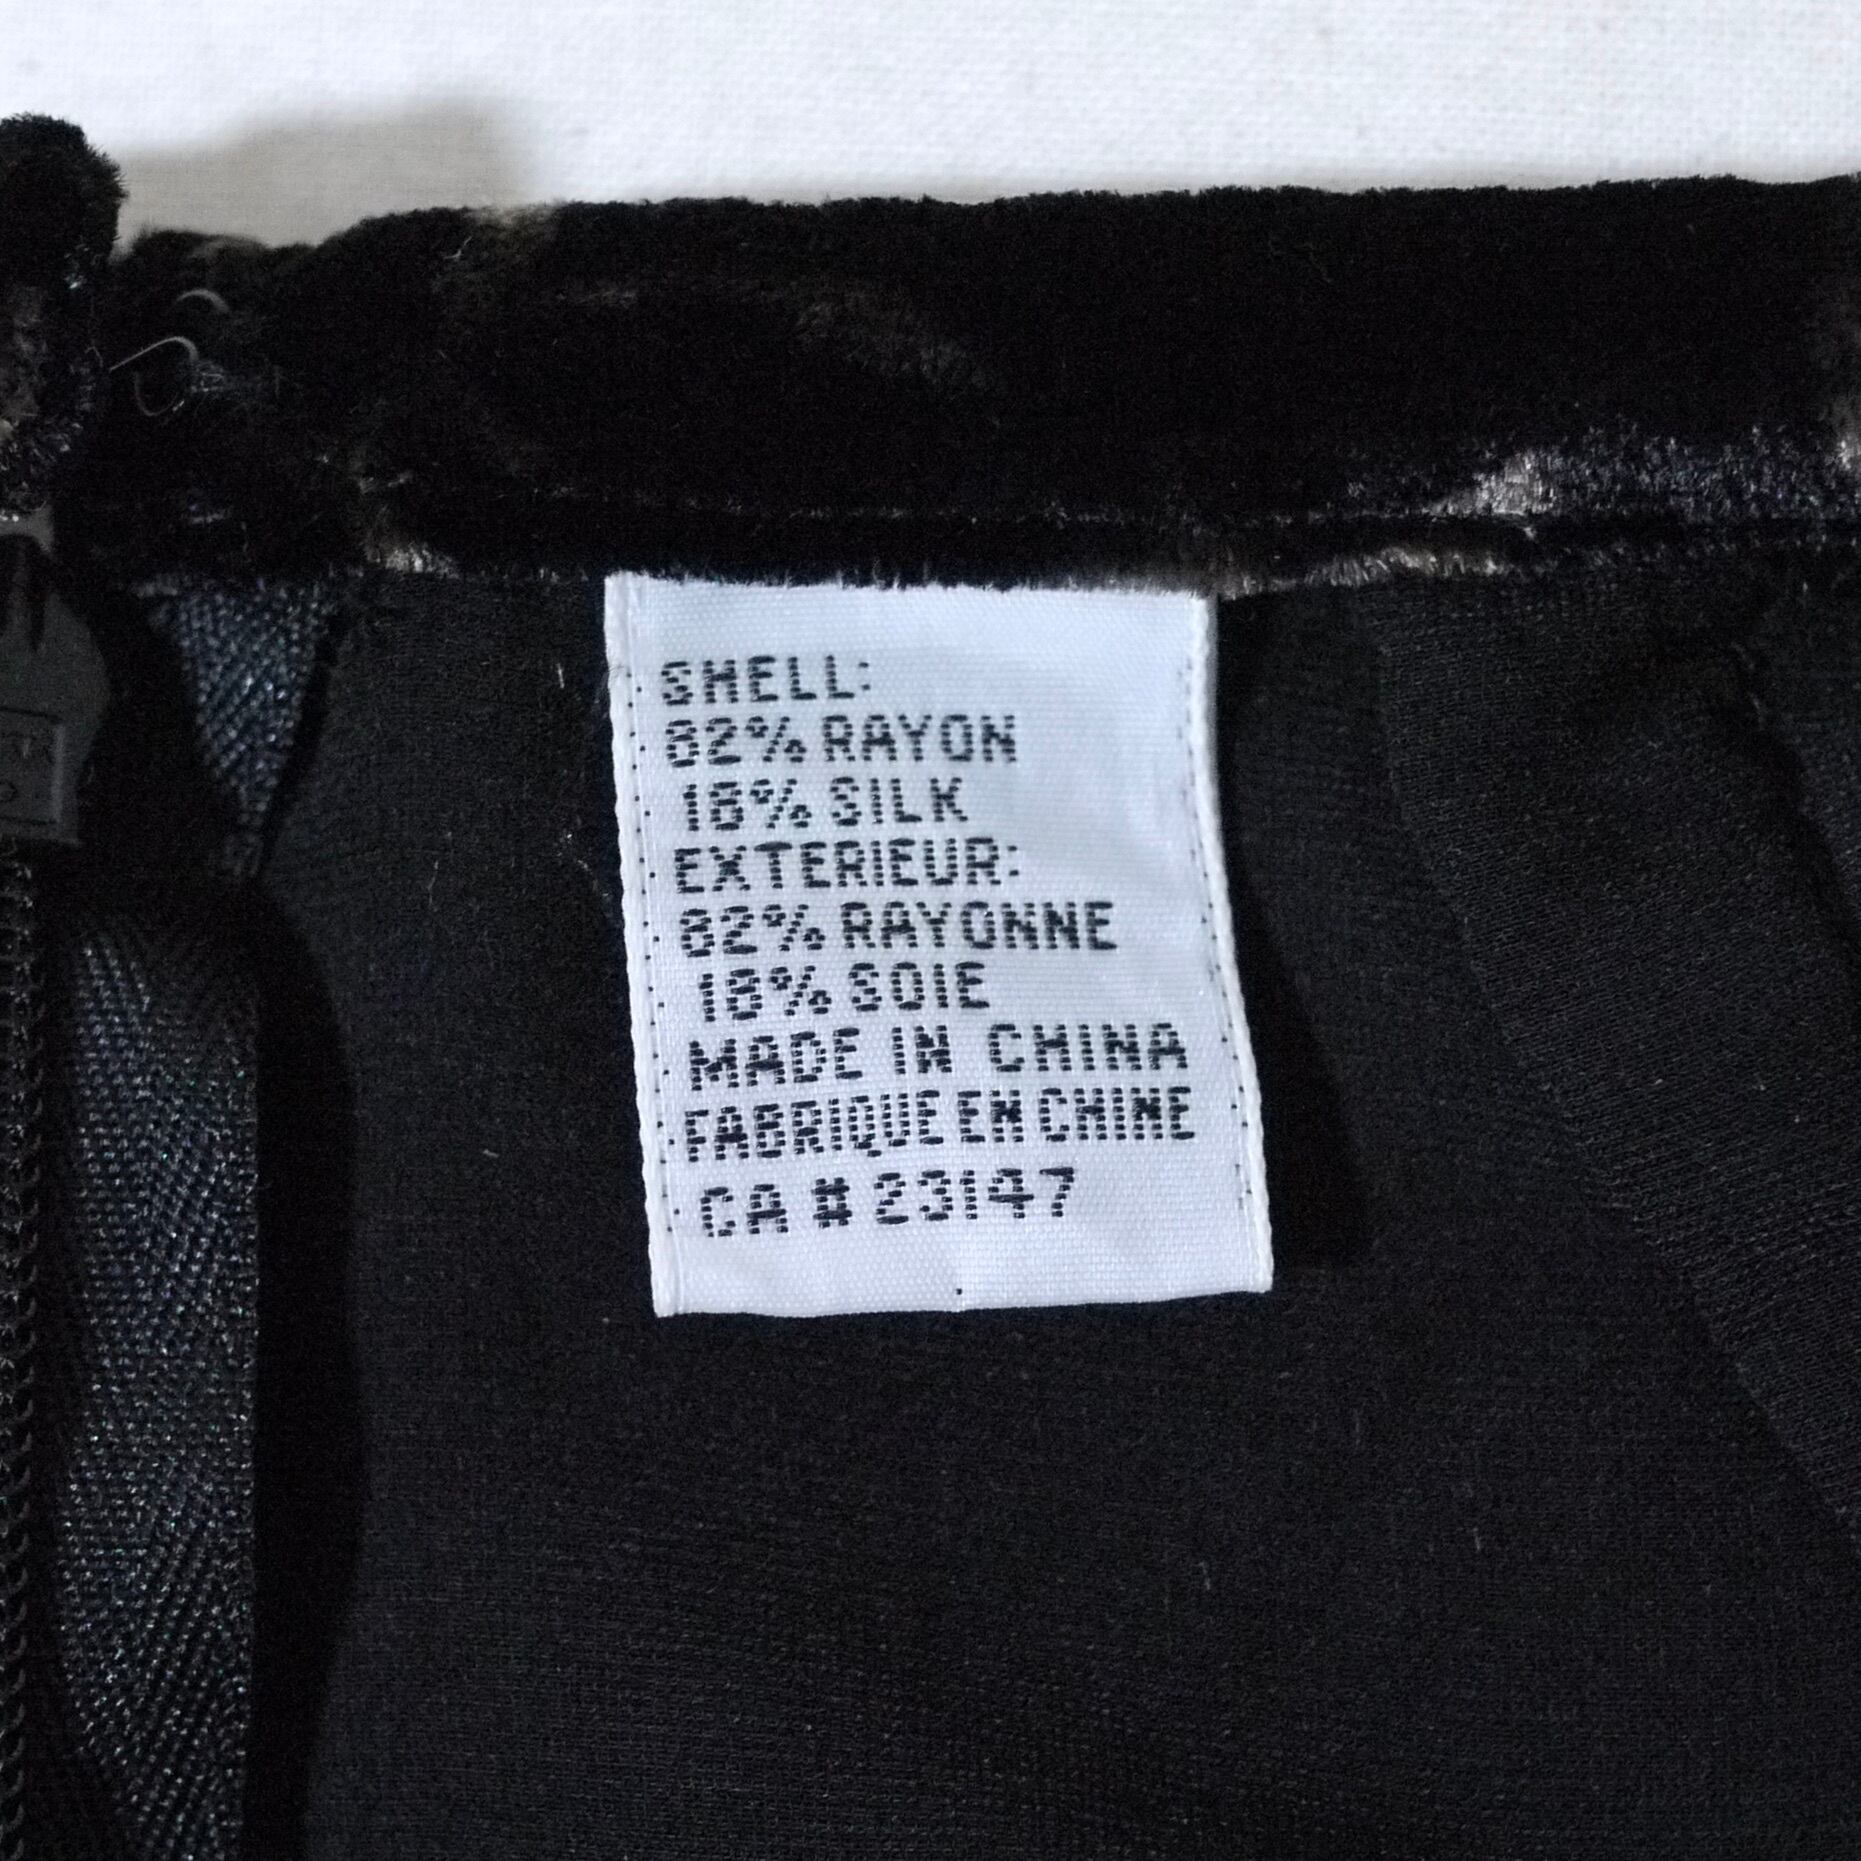 SHELL:
82% RAYON
18% SILK
EXTERIEUR:
82% RAYONNE
18% SOIE
MADE IN CHINA
FABRIQUE EN CHINE
CA # 23147